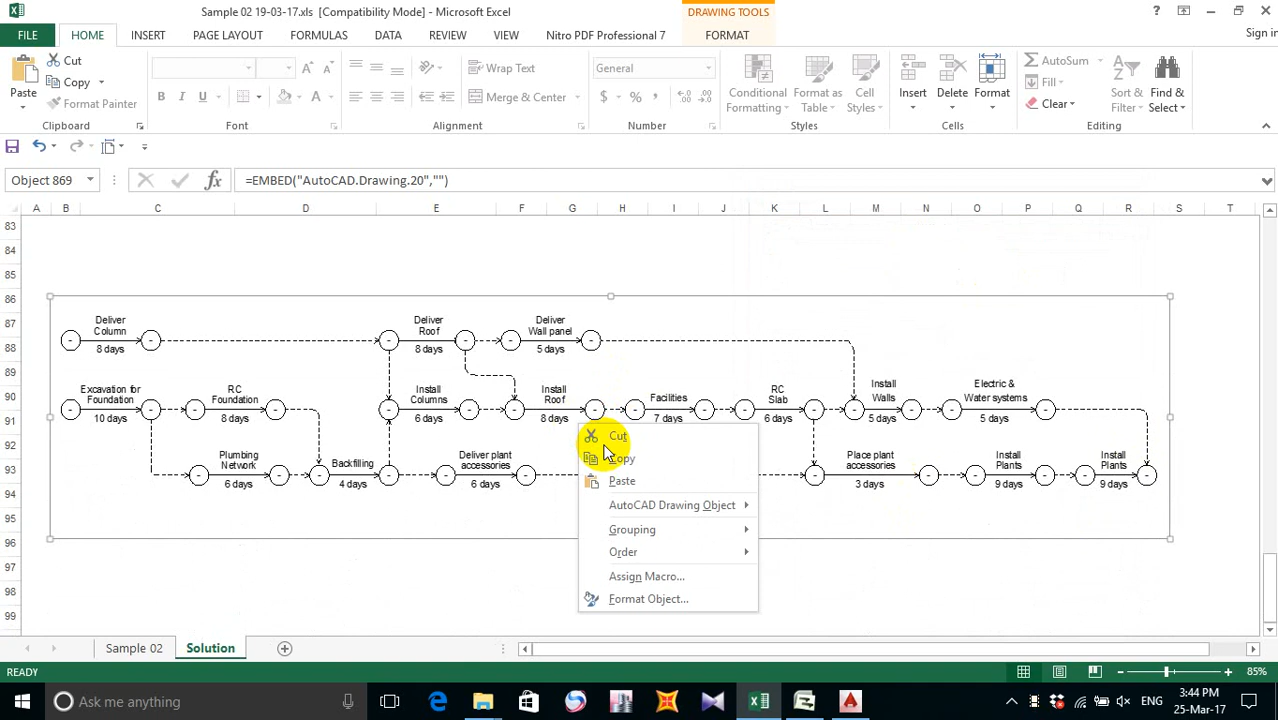 Sample 02 19-03-17.xls [Compatibility Mode] - Microsoft Excel
DRAWING TOOLS
?
FILE HOME INSERT PAGE LAYOUT FORMULAS DATA REVIEW VIEW Nitro PDF Professional 7 FORMAT Sign in
Paste
Cut
Copy
Format Painter
Clipboard
B I U A A A
Font
Wrap Text
Merge & Center
Alignment
General
$ % ,
Number
Conditional Formatting
Format as Table
Cell Styles
Styles
Insert
Delete
Format
Cells
AutoSum
Fill
Clear
Sort & Filter
Find & Select
Editing
Object 869
fx
=EMBED("AutoCAD.Drawing.20","")
A B C D E F G H I J K L M N O P Q R S T
83
84
85
86
87
88
89
90
91
92
93
94
95
96
97
98
99
Deliver
Column
8 days
Deliver
Roof
8 days
Deliver
Wall panel
5 days
Excavation for
Foundation
10 days
RC
Foundation
8 days
Install
Columns
6 days
Install
Roof
8 days
Facilities
7 days
RC
Slab
6 days
Install
Walls
5 days
Electric &
Water systems
5 days
Plumbing
Network
6 days
Backfilling
4 days
Deliver plant
accessories
6 days
Place plant
accessories
3 days
Install
Plants
9 days
Install
Plants
9 days
Cut
Copy
Paste
AutoCAD Drawing Object
Grouping
Order
Assign Macro...
Format Object...
Sample 02 Solution
READY
85%
Ask me anything
ENG
3:44 PM
25-Mar-17